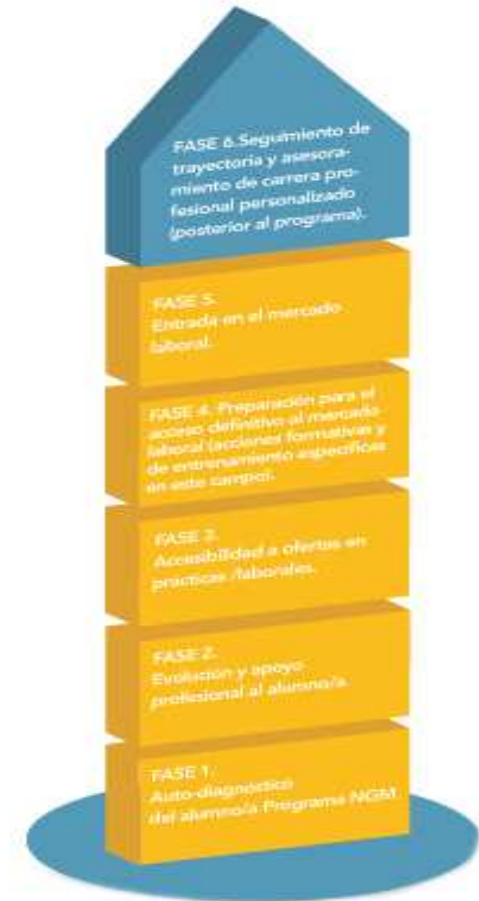 FASE 6.Seguimiento de
trayectoria y asesora-
miento de carrera pro-
fesional personalizado
(posterior al programa).
FASE 5.
Entrada en el mercado
laboral.
FASE 4. Preparación para el
acceso definitivo al mercado
laboral (acciones formativas y
de entrenamiento específicas
en este campo).
FASE 3.
Accesibilidad a ofertas en
prácticas /laborales.
FASE 2.
Evolución y apoyo
profesional al alumno/a.
FASE 1.
Auto-diagnóstico
del alumno/a Programa NGM